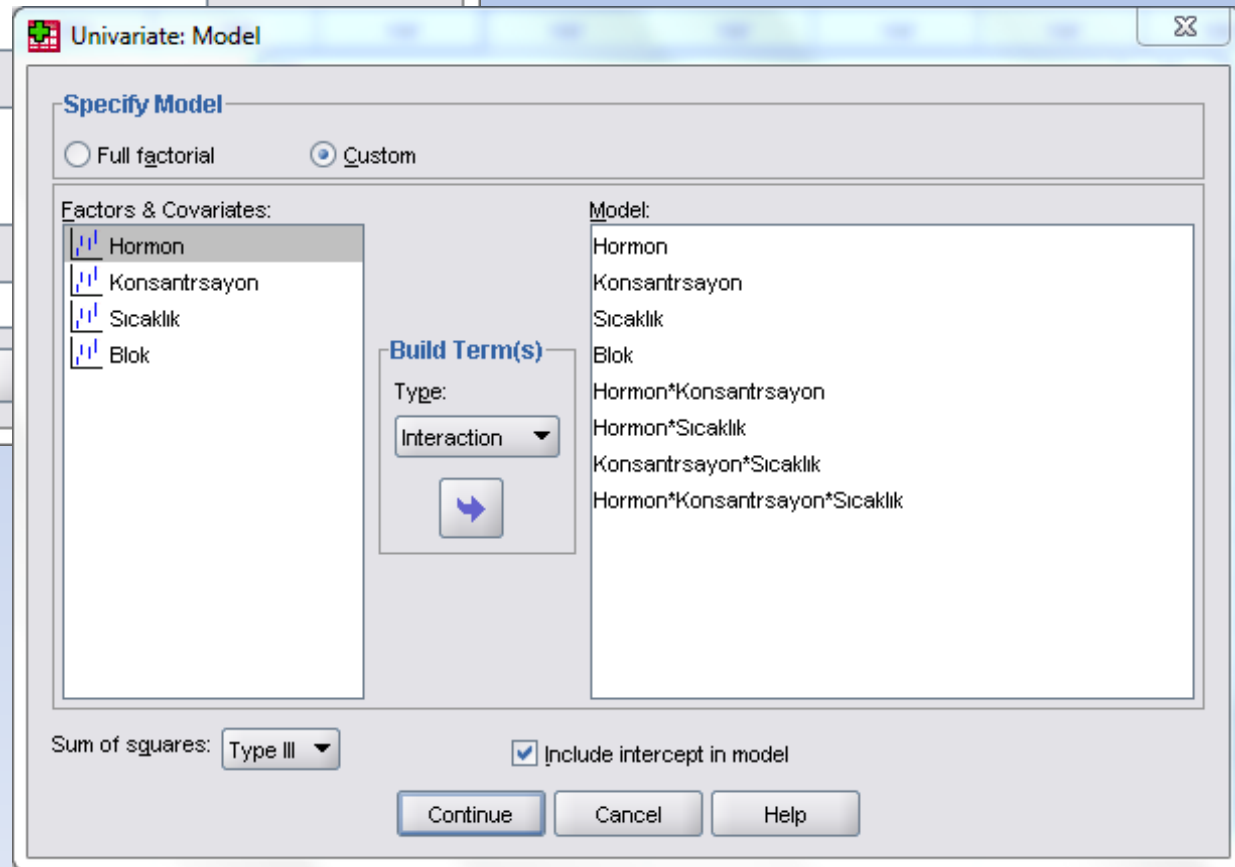 Univariate: Model
Specify Model
Full factorial
Custom
Factors & Covariates:
Hormon
Konsantrsayon
Sıcaklık
Blok
Build Term(s)
Type:
Interaction
Model:
Hormon
Konsantrsayon
Sıcaklık
Blok
Hormon*Konsantrsayon
Hormon*Sıcaklık
Konsantrsayon*Sıcaklık
Hormon*Konsantrsayon*Sıcaklık
Sum of squares: Type III
Include intercept in model
Continue Cancel Help